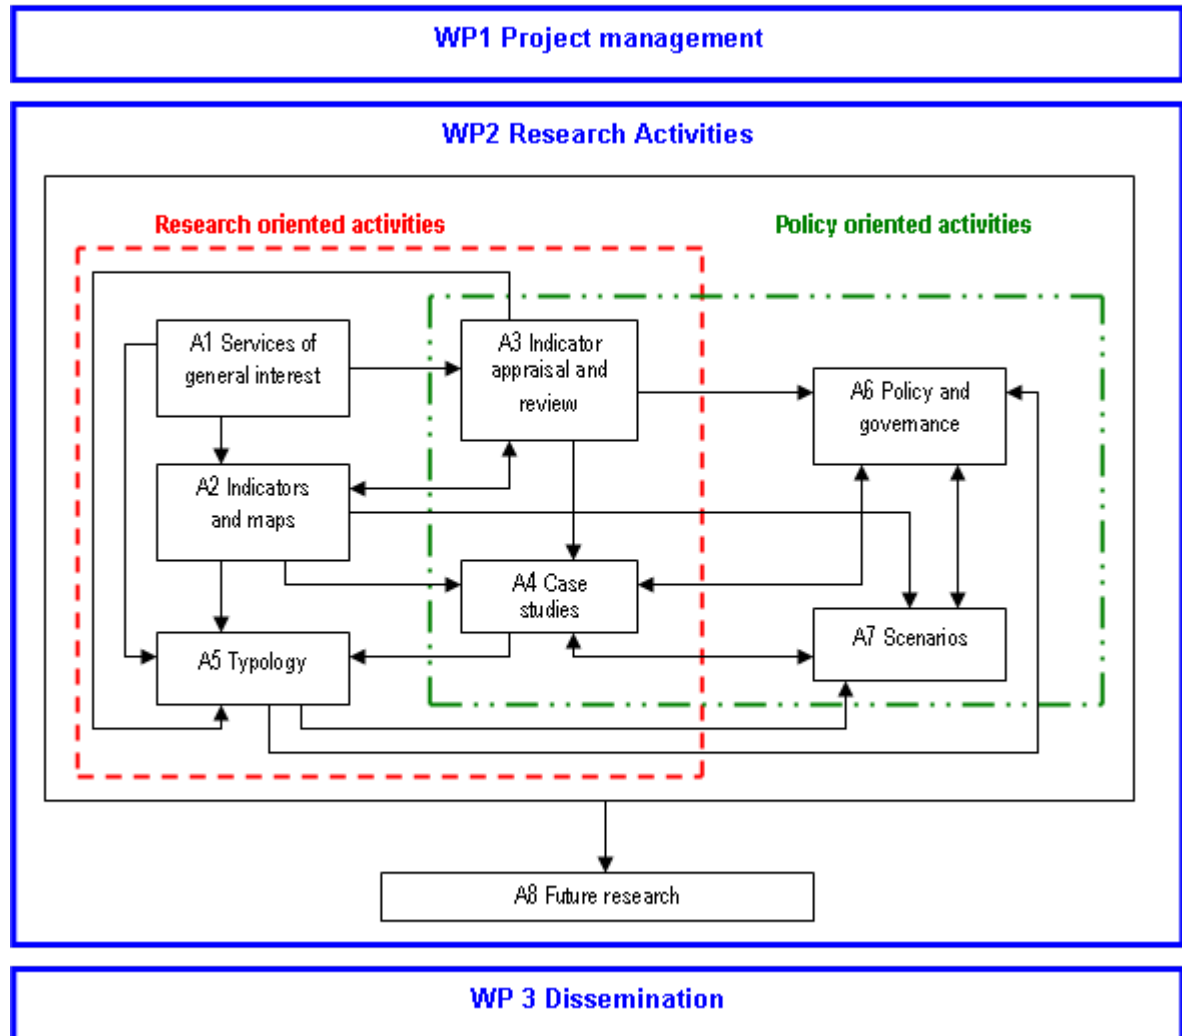 WP1 Project management
WP2 Research Activities
Research oriented activities
Policy oriented activities
A1 Services of
general interest
A3 Indicator
appraisal and
review
A6 Policy and
governance
A2 Indicators
and maps
A4 Case
studies
A7 Scenarios
A5 Typology
A8 Future research
WP 3 Dissemination